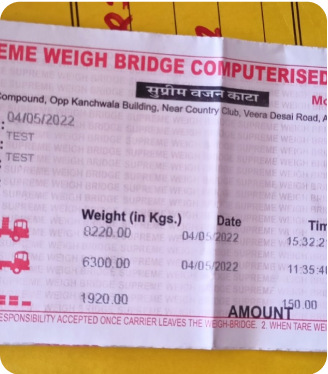 EME WEIGH BRIDGE COMPUTERISED
सुप्रीम वजन काटा
Mo
Compound, Opp Kanchwala Building, Near Country Club, Veera Desai Road, A
: 04/05/2022
TEST
:
TEST
:
Weight (in Kgs.) Date Tim
8220.00 04/05/2022 15:32.2
6300.00 04/05/2022 11:35:4
1920.00
AMOUNT 150.00
ESPONSIBILITY ACCEPTED ONCE CARRIER LEAVES THE WEIGH-BRIDGE. 2. WHEN TARE WEI